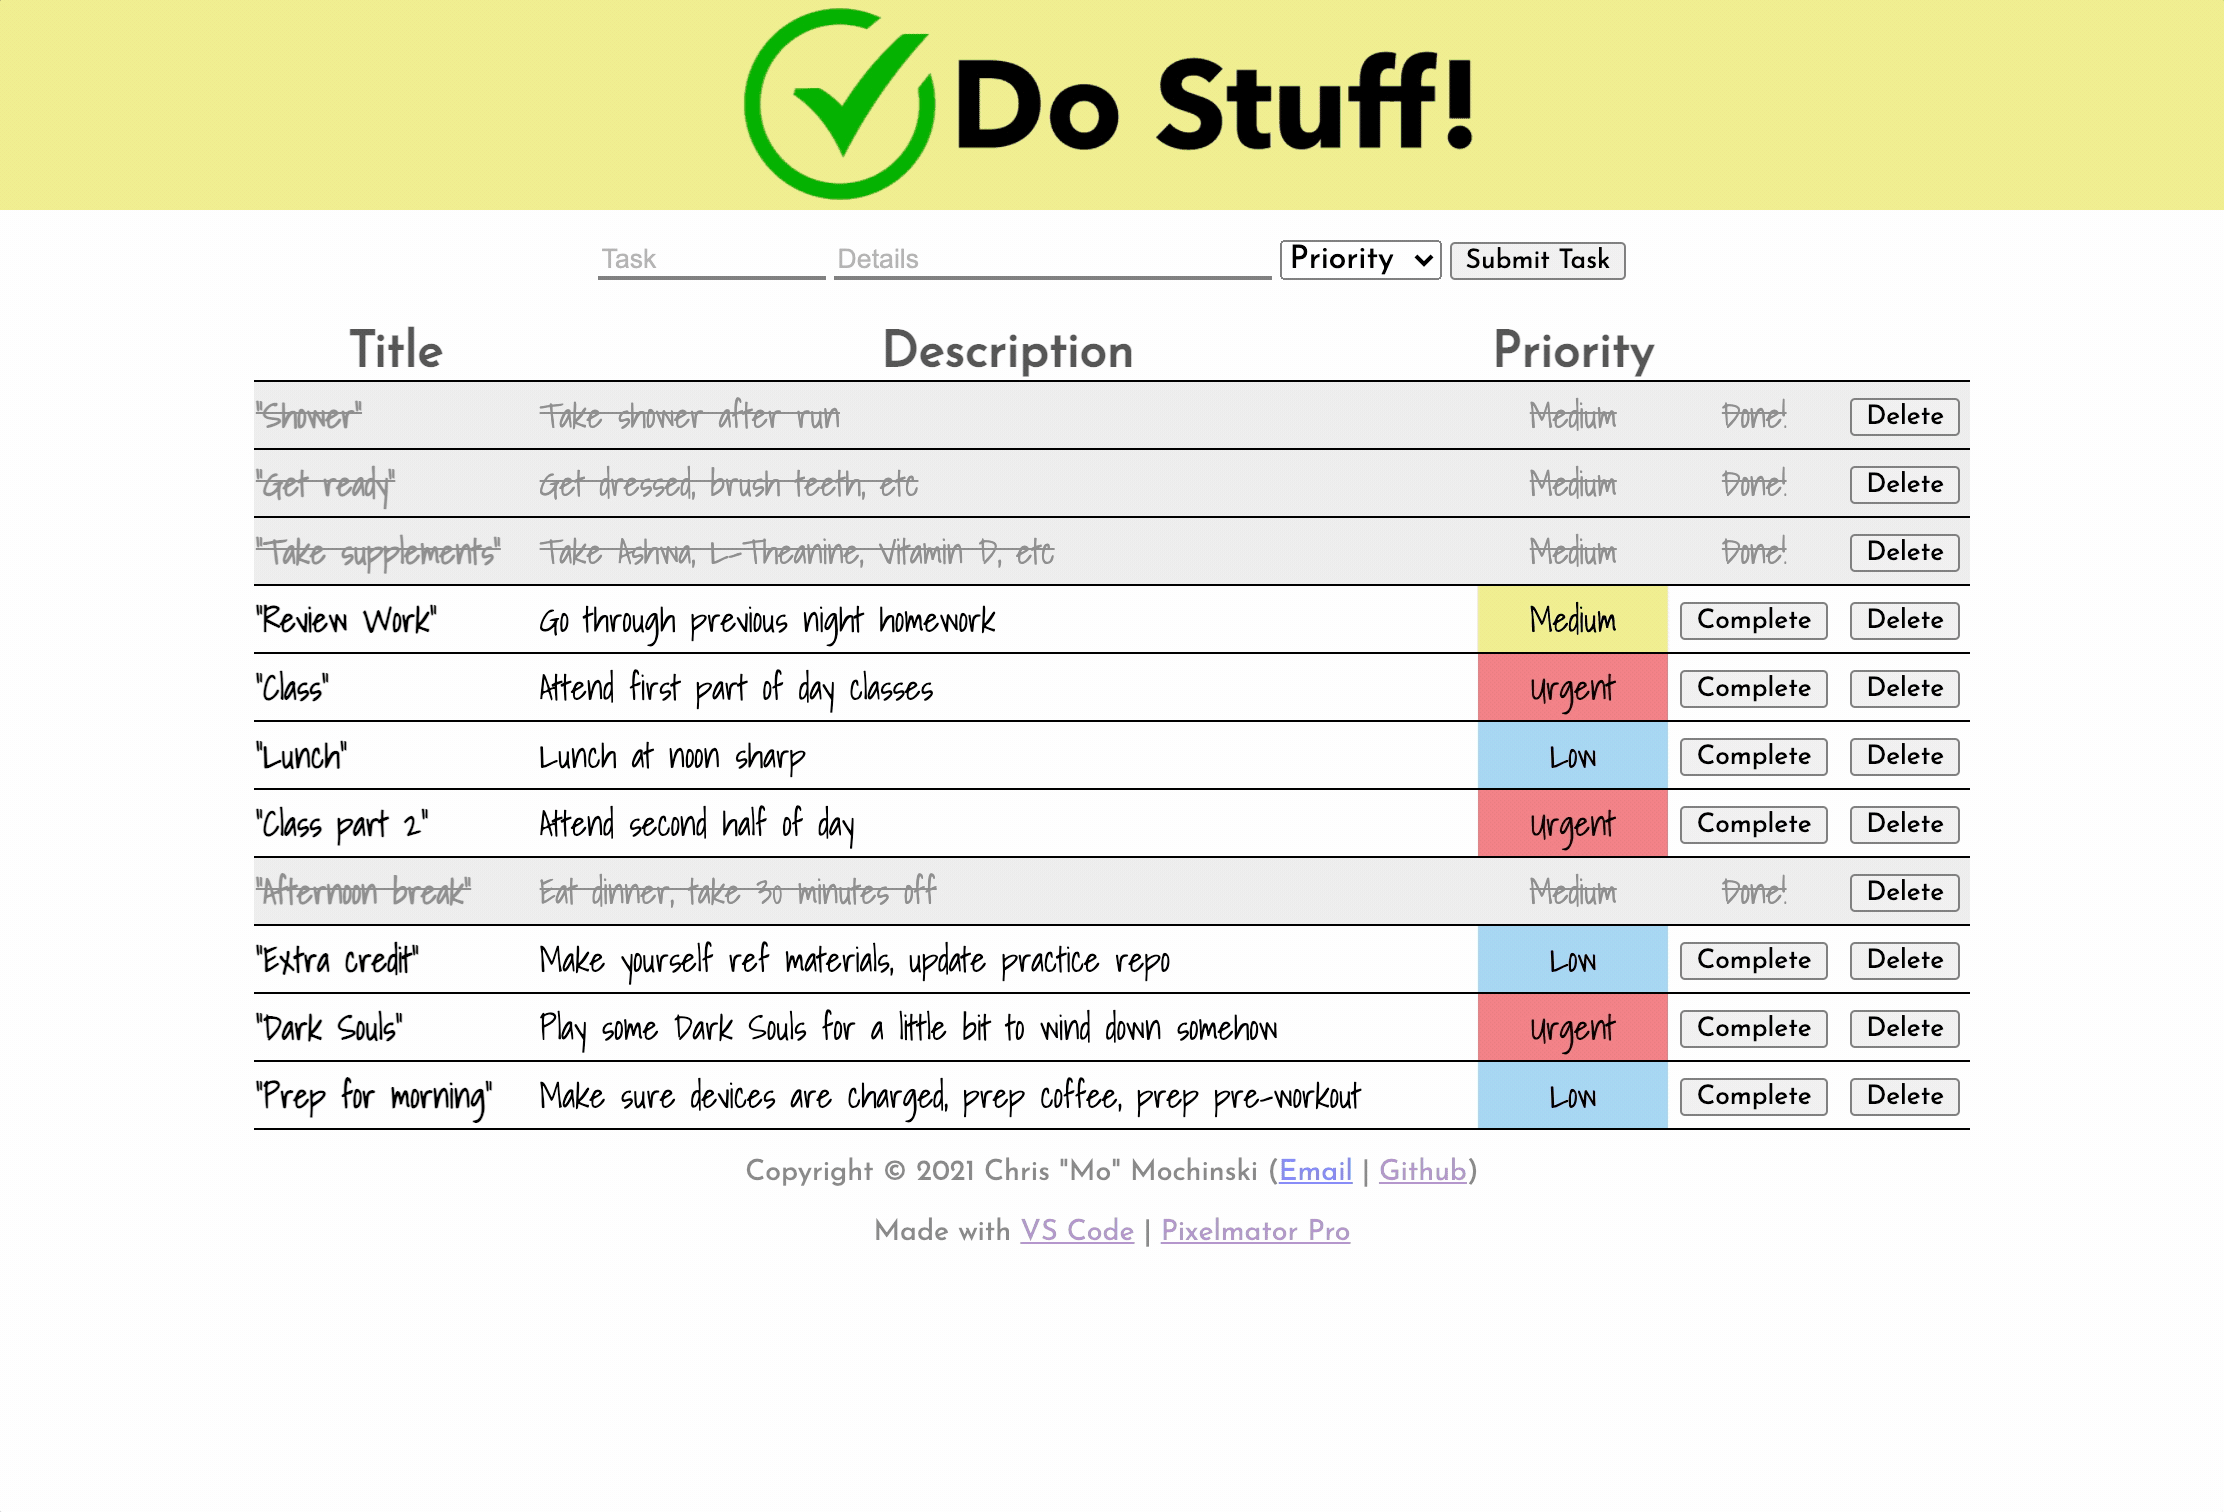 Do Stuff!
Task Details Priority Submit Task
Title Description Priority
"Shower" Take shower after run Medium Done! Delete
"Get ready" Get dressed, brush teeth, etc Medium Done! Delete
"Take supplements" Take Ashwa, L-Theanine, Vitamin D, etc Medium Done! Delete
"Review Work" Go through previous night homework Medium Complete Delete
"Class" Attend first part of day classes Urgent Complete Delete
"Lunch" Lunch at noon sharp Low Complete Delete
"Class part 2" Attend second half of day Urgent Complete Delete
"Afternoon break" Eat dinner, take 30 minutes off Medium Done! Delete
"Extra credit" Make yourself ref materials, update practice repo Low Complete Delete
"Dark Souls" Play some Dark Souls for a little bit to wind down somehow Urgent Complete Delete
"Prep for morning" Make sure devices are charged, prep coffee, prep pre-workout Low Complete Delete
Copyright © 2021 Chris "Mo" Mochinski (Email | Github)
Made with VS Code | Pixelmator Pro